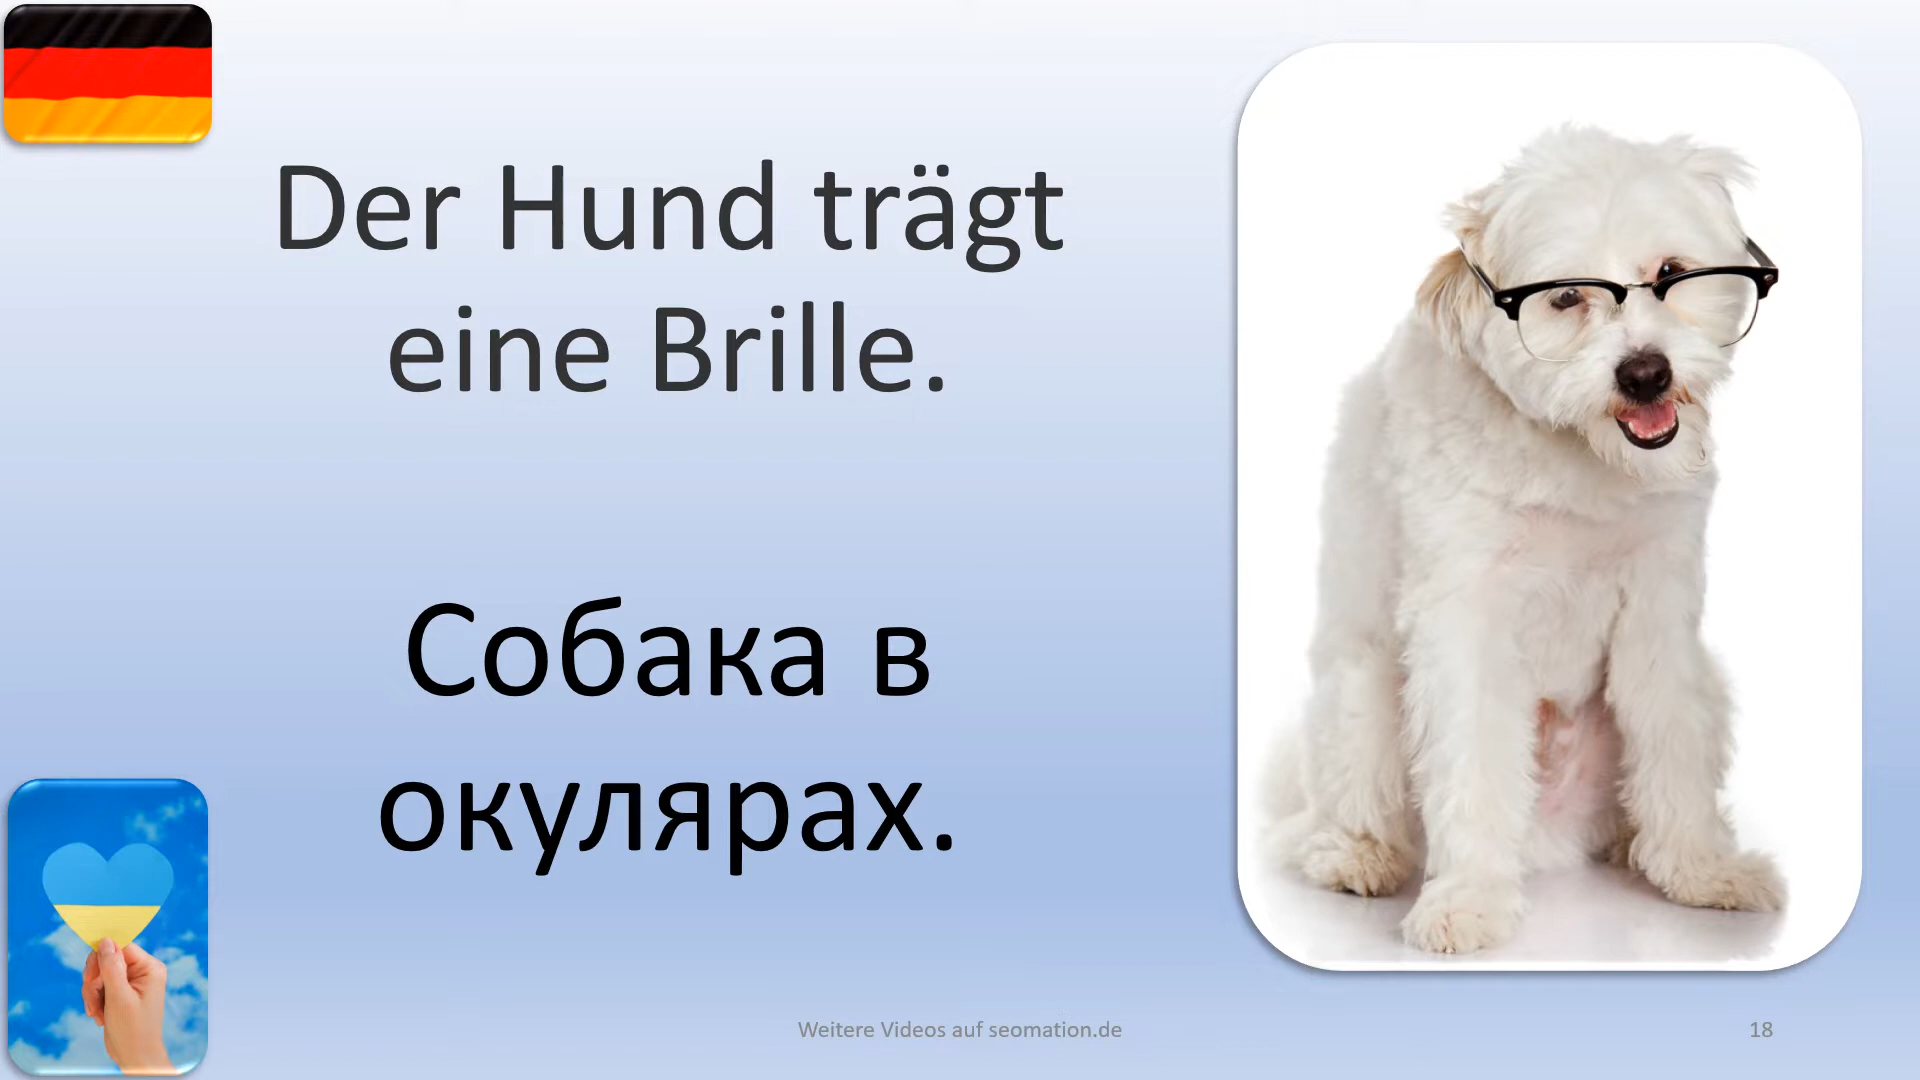 Der Hund trägt
eine Brille.
Собака в
окулярах.
Weitere Videos auf seomation.de
18